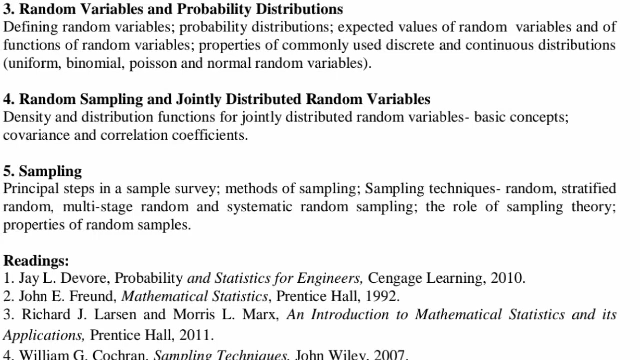 3. Random Variables and Probability Distributions
Defining random variables; probability distributions; expected values of random variables and of
functions of random variables; properties of commonly used discrete and continuous distributions
(uniform, binomial, poisson and normal random variables).
4. Random Sampling and Jointly Distributed Random Variables
Density and distribution functions for jointly distributed random variables- basic concepts;
covariance and correlation coefficients.
5. Sampling
Principal steps in a sample survey; methods of sampling; Sampling techniques- random, stratified
random, multi-stage random and systematic random sampling; the role of sampling theory;
properties of random samples.
Readings:
1. Jay L. Devore, Probability and Statistics for Engineers, Cengage Learning, 2010.
2. John E. Freund, Mathematical Statistics, Prentice Hall, 1992.
3. Richard J. Larsen and Morris L. Marx, An Introduction to Mathematical Statistics and its
Applications, Prentice Hall, 2011.
4. William G. Cochran, Sampling Techniques, John Wiley, 2007.